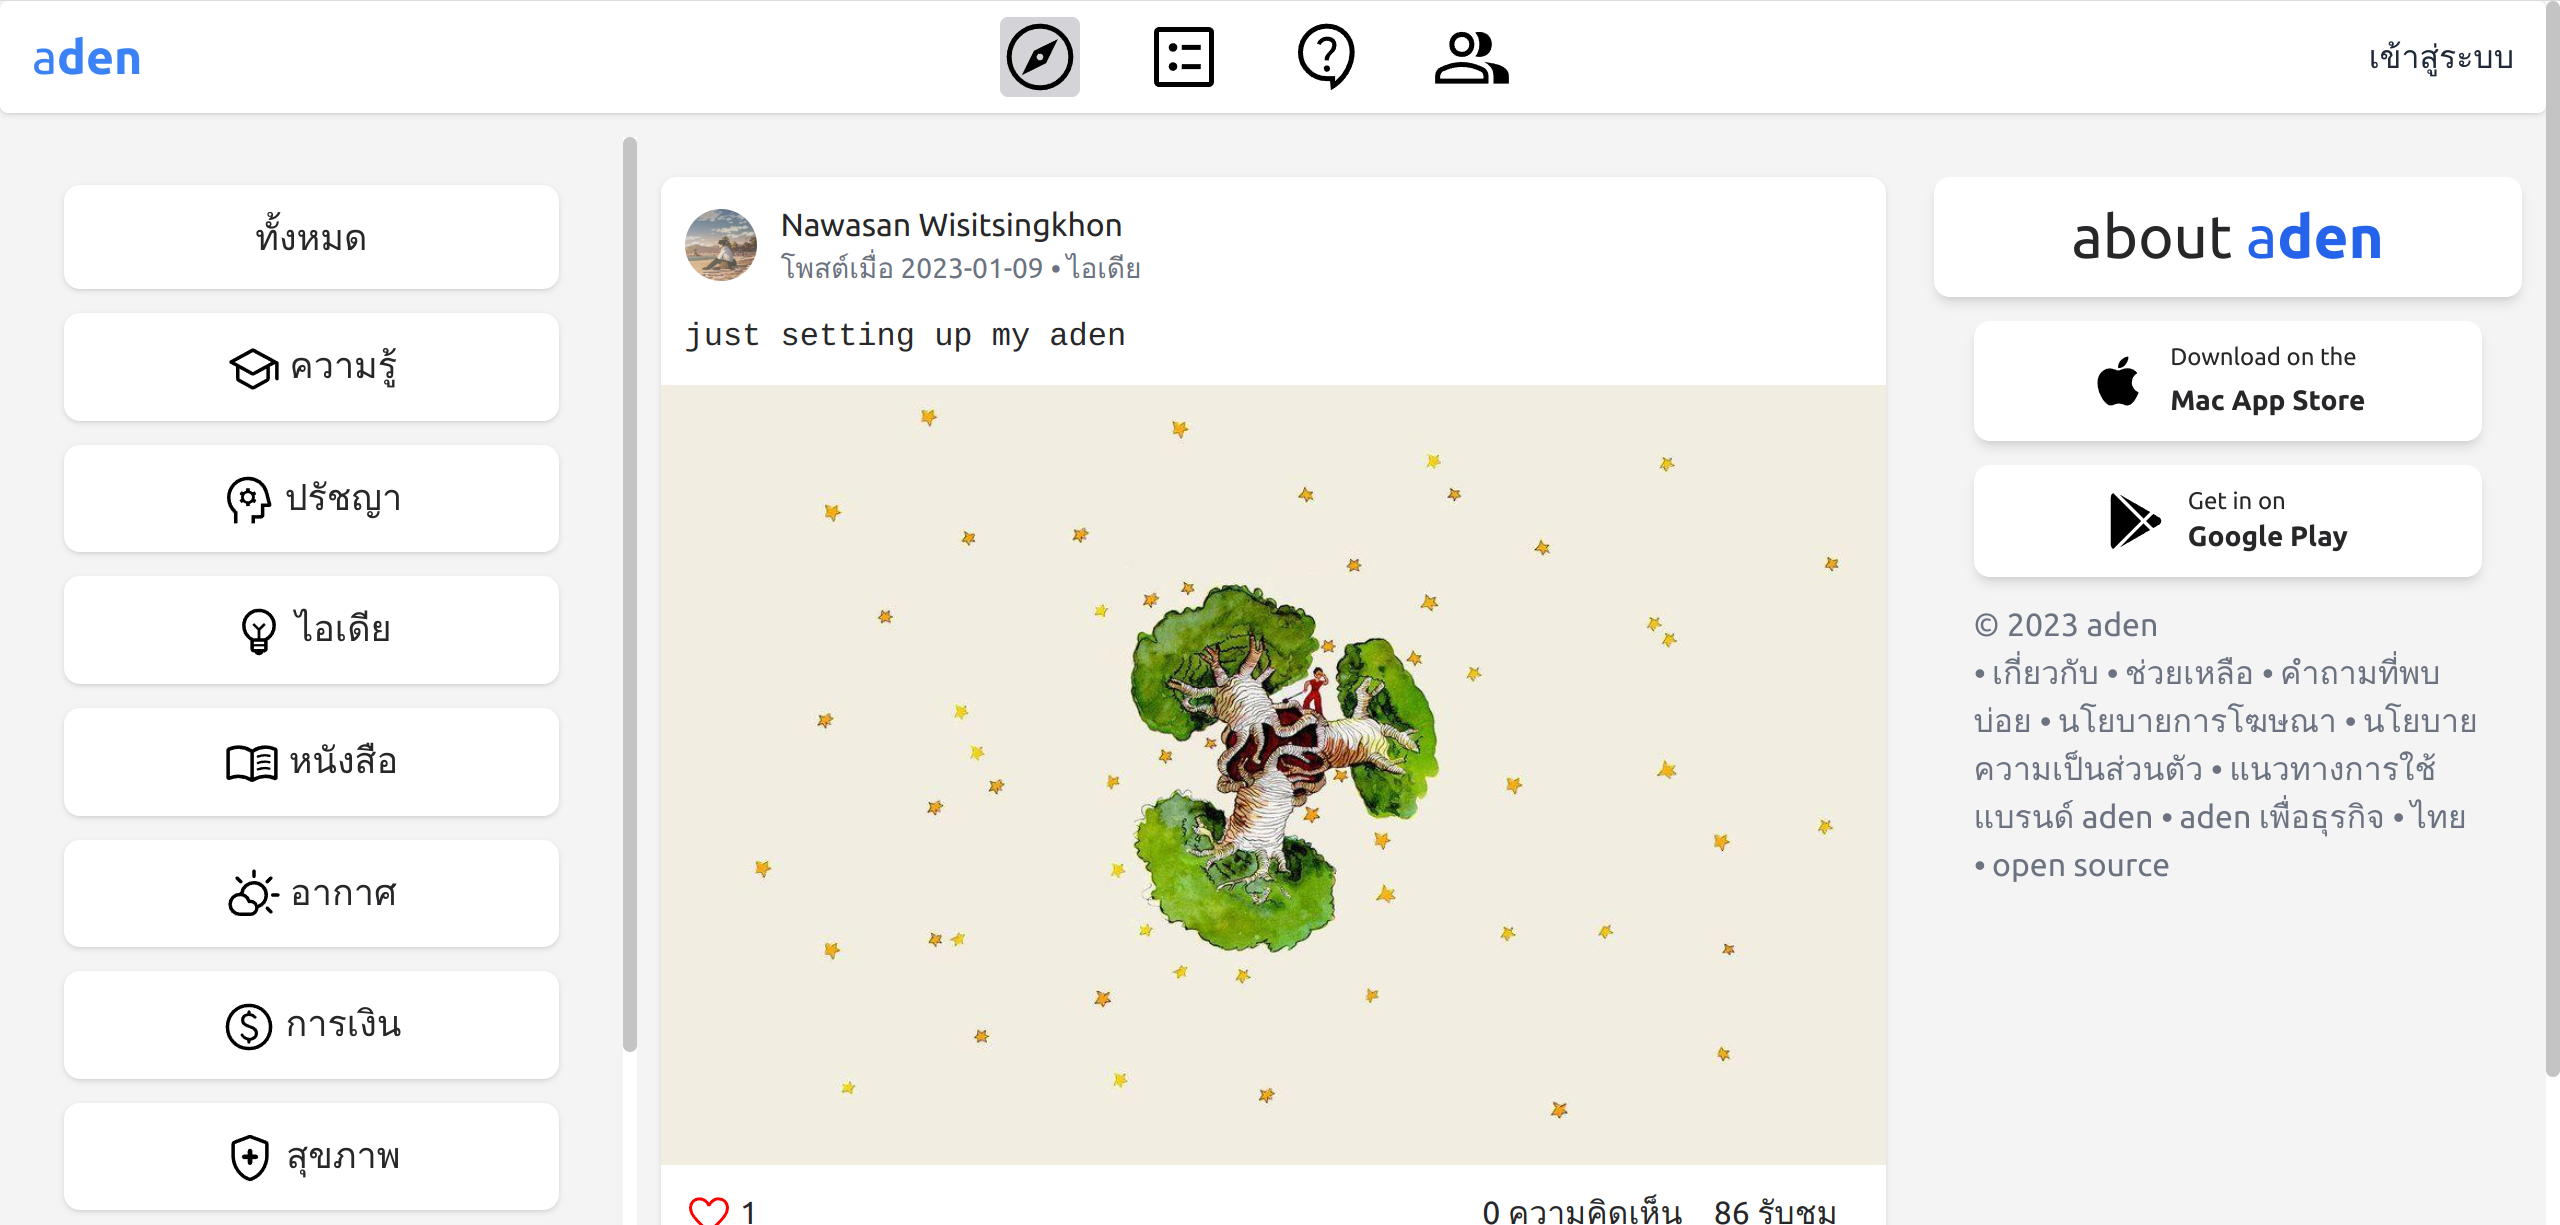 aden
เข้าสู่ระบบ
ทั้งหมด
ความรู้
ปรัชญา
ไอเดีย
หนังสือ
อากาศ
การเงิน
สุขภาพ
Nawasan Wisitsingkhon
โพสต์เมื่อ 2023-01-09 • ไอเดีย
just setting up my aden
1
0 ความคิดเห็น 86 รับชม
about aden
Download on the
Mac App Store
Get in on
Google Play
© 2023 aden
• เกี่ยวกับ • ช่วยเหลือ • คำถามที่พบ
บ่อย • นโยบายการโฆษณา • นโยบาย
ความเป็นส่วนตัว • แนวทางการใช้
แบรนด์ aden • aden เพื่อธุรกิจ • ไทย
• open source